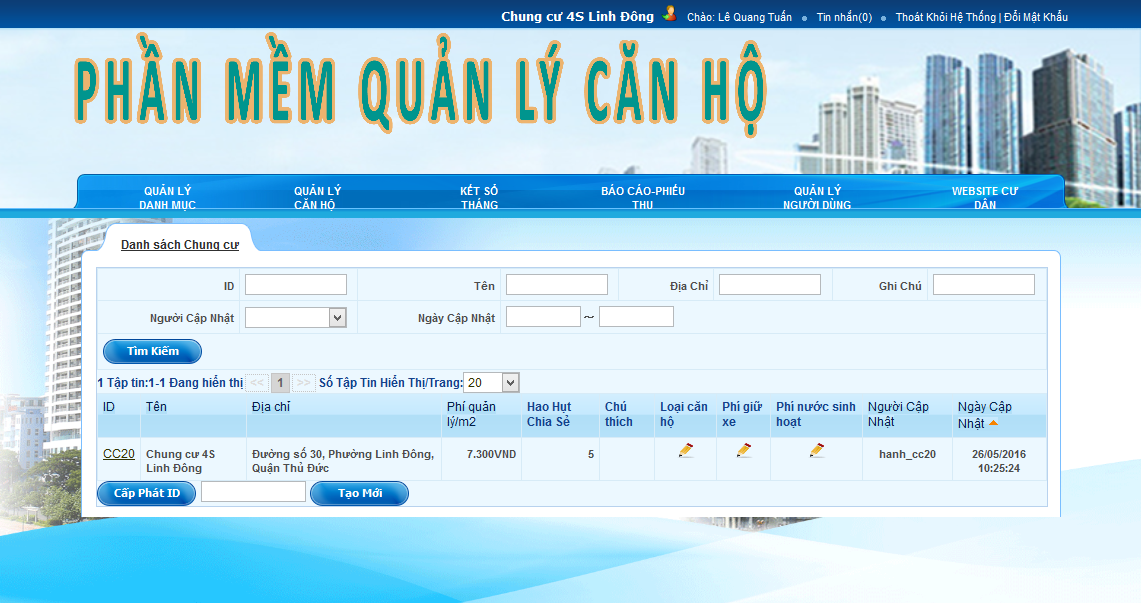 Chung cư 4S Linh Đông Chào: Lê Quang Tuấn Tin nhắn(0) Thoát Khỏi Hệ Thống | Đổi Mật Khẩu
PHẦN MỀM QUẢN LÝ CĂN HỘ
QUẢN LÝ DANH MỤC
QUẢN LÝ CĂN HỘ
KẾT SỔ THÁNG
BÁO CÁO-PHIẾU THU
QUẢN LÝ NGƯỜI DÙNG
WEBSITE CƯ DÂN
Danh sách Chung cư
ID Tên Địa Chỉ Ghi Chú
Người Cập Nhật Ngày Cập Nhật ~
Tìm Kiếm
1 Tập tin:1-1 Đang hiển thị << 1 >> Số Tập Tin Hiển Thị/Trang: 20
ID Tên Địa chỉ Phí quản lý/m2 Hao Hụt Chia Sẻ Chú thích Loại căn hộ Phí giữ xe Phí nước sinh hoạt Người Cập Nhật Ngày Cập Nhật
CC20 Chung cư 4S Linh Đông Đường số 30, Phường Linh Đông, Quận Thủ Đức 7.300VND 5 hanh_cc20 26/05/2016 10:25:24
Cấp Phát ID Tạo Mới